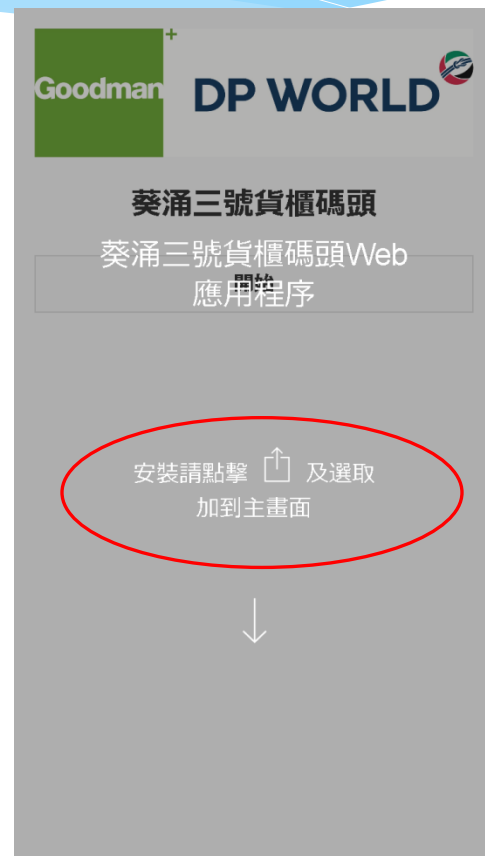 Goodman
+
DP WORLD
葵涌三號貨櫃碼頭
葵涌三號貨櫃碼頭Web
開始
應用程序
安裝請點擊 及選取
加到主畫面